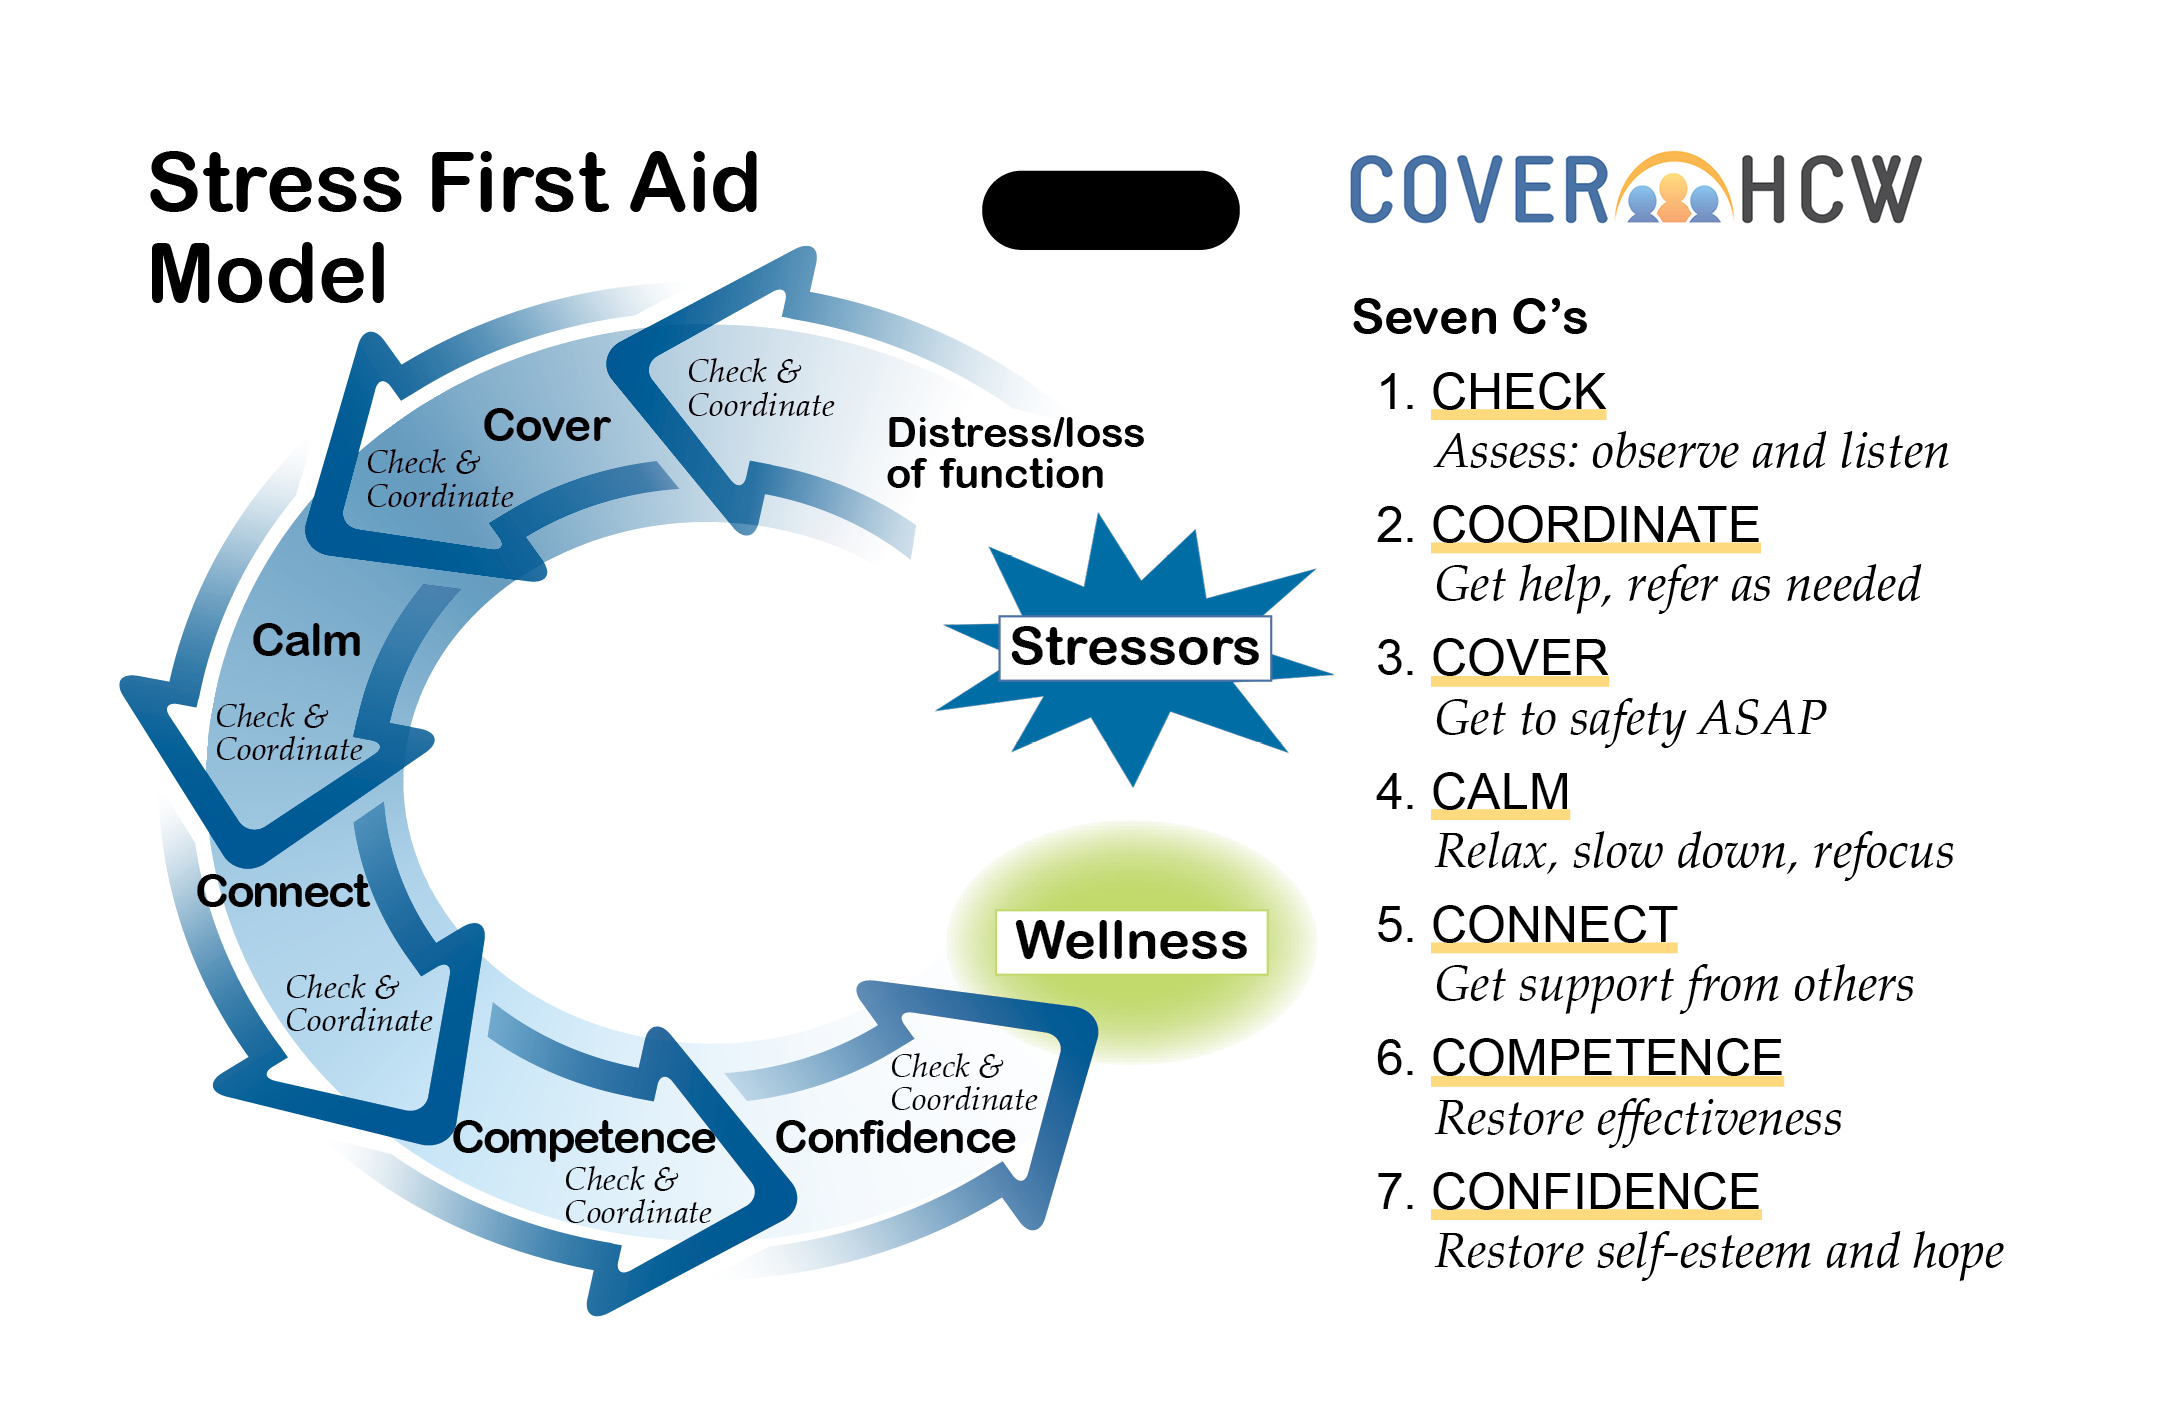 Stress First Aid
Model
Check &
Coordinate
Distress/loss
of function
Cover
Check &
Coordinate
Calm
Check &
Coordinate
Connect
Check &
Coordinate
Competence
Check &
Coordinate
Confidence
Check &
Coordinate
Stressors
Wellness
COVER HCW
Seven C’s
1. CHECK
Assess: observe and listen
2. COORDINATE
Get help, refer as needed
3. COVER
Get to safety ASAP
4. CALM
Relax, slow down, refocus
5. CONNECT
Get support from others
6. COMPETENCE
Restore effectiveness
7. CONFIDENCE
Restore self-esteem and hope